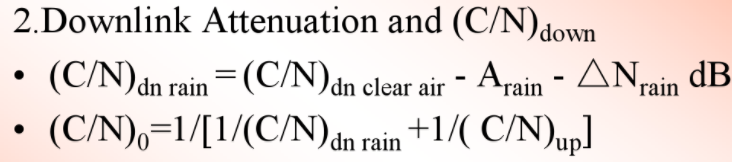 2.Downlink Attenuation and (C/N)down
• (C/N)dn rain = (C/N)dn clear air - Arain - △Nrain dB
• (C/N)0=1/[1/(C/N)dn rain +1/( C/N)up]